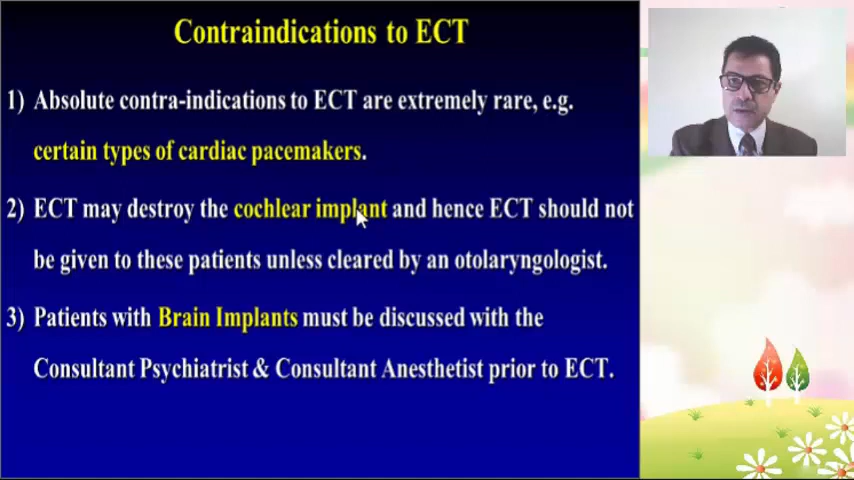 Contraindications to ECT
1) Absolute contra-indications to ECT are extremely rare, e.g.
certain types of cardiac pacemakers.
2) ECT may destroy the cochlear implant and hence ECT should not
be given to these patients unless cleared by an otolaryngologist.
3) Patients with Brain Implants must be discussed with the
Consultant Psychiatrist & Consultant Anesthetist prior to ECT.